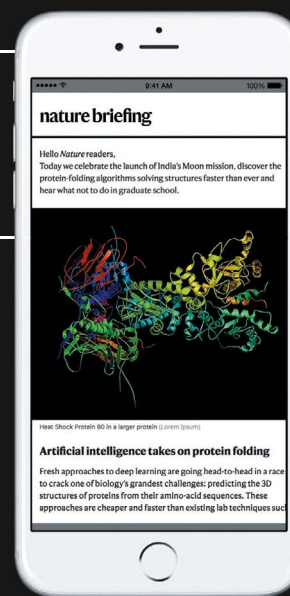 9:41 AM
100%
nature briefing
Hello Nature readers,
Today we celebrate the launch of India's Moon mission, discover the
protein-folding algorithms solving structures faster than ever and
hear what not to do in graduate school.
Heat Shock Protein 90 in a larger protein (Lorem Ipsum)
Artificial intelligence takes on protein folding
Fresh approaches to deep learning are going head-to-head in a race
to crack one of biology's grandest challenges: predicting the 3D
structures of proteins from their amino-acid sequences. These
approaches are cheaper and faster than existing lab techniques suc